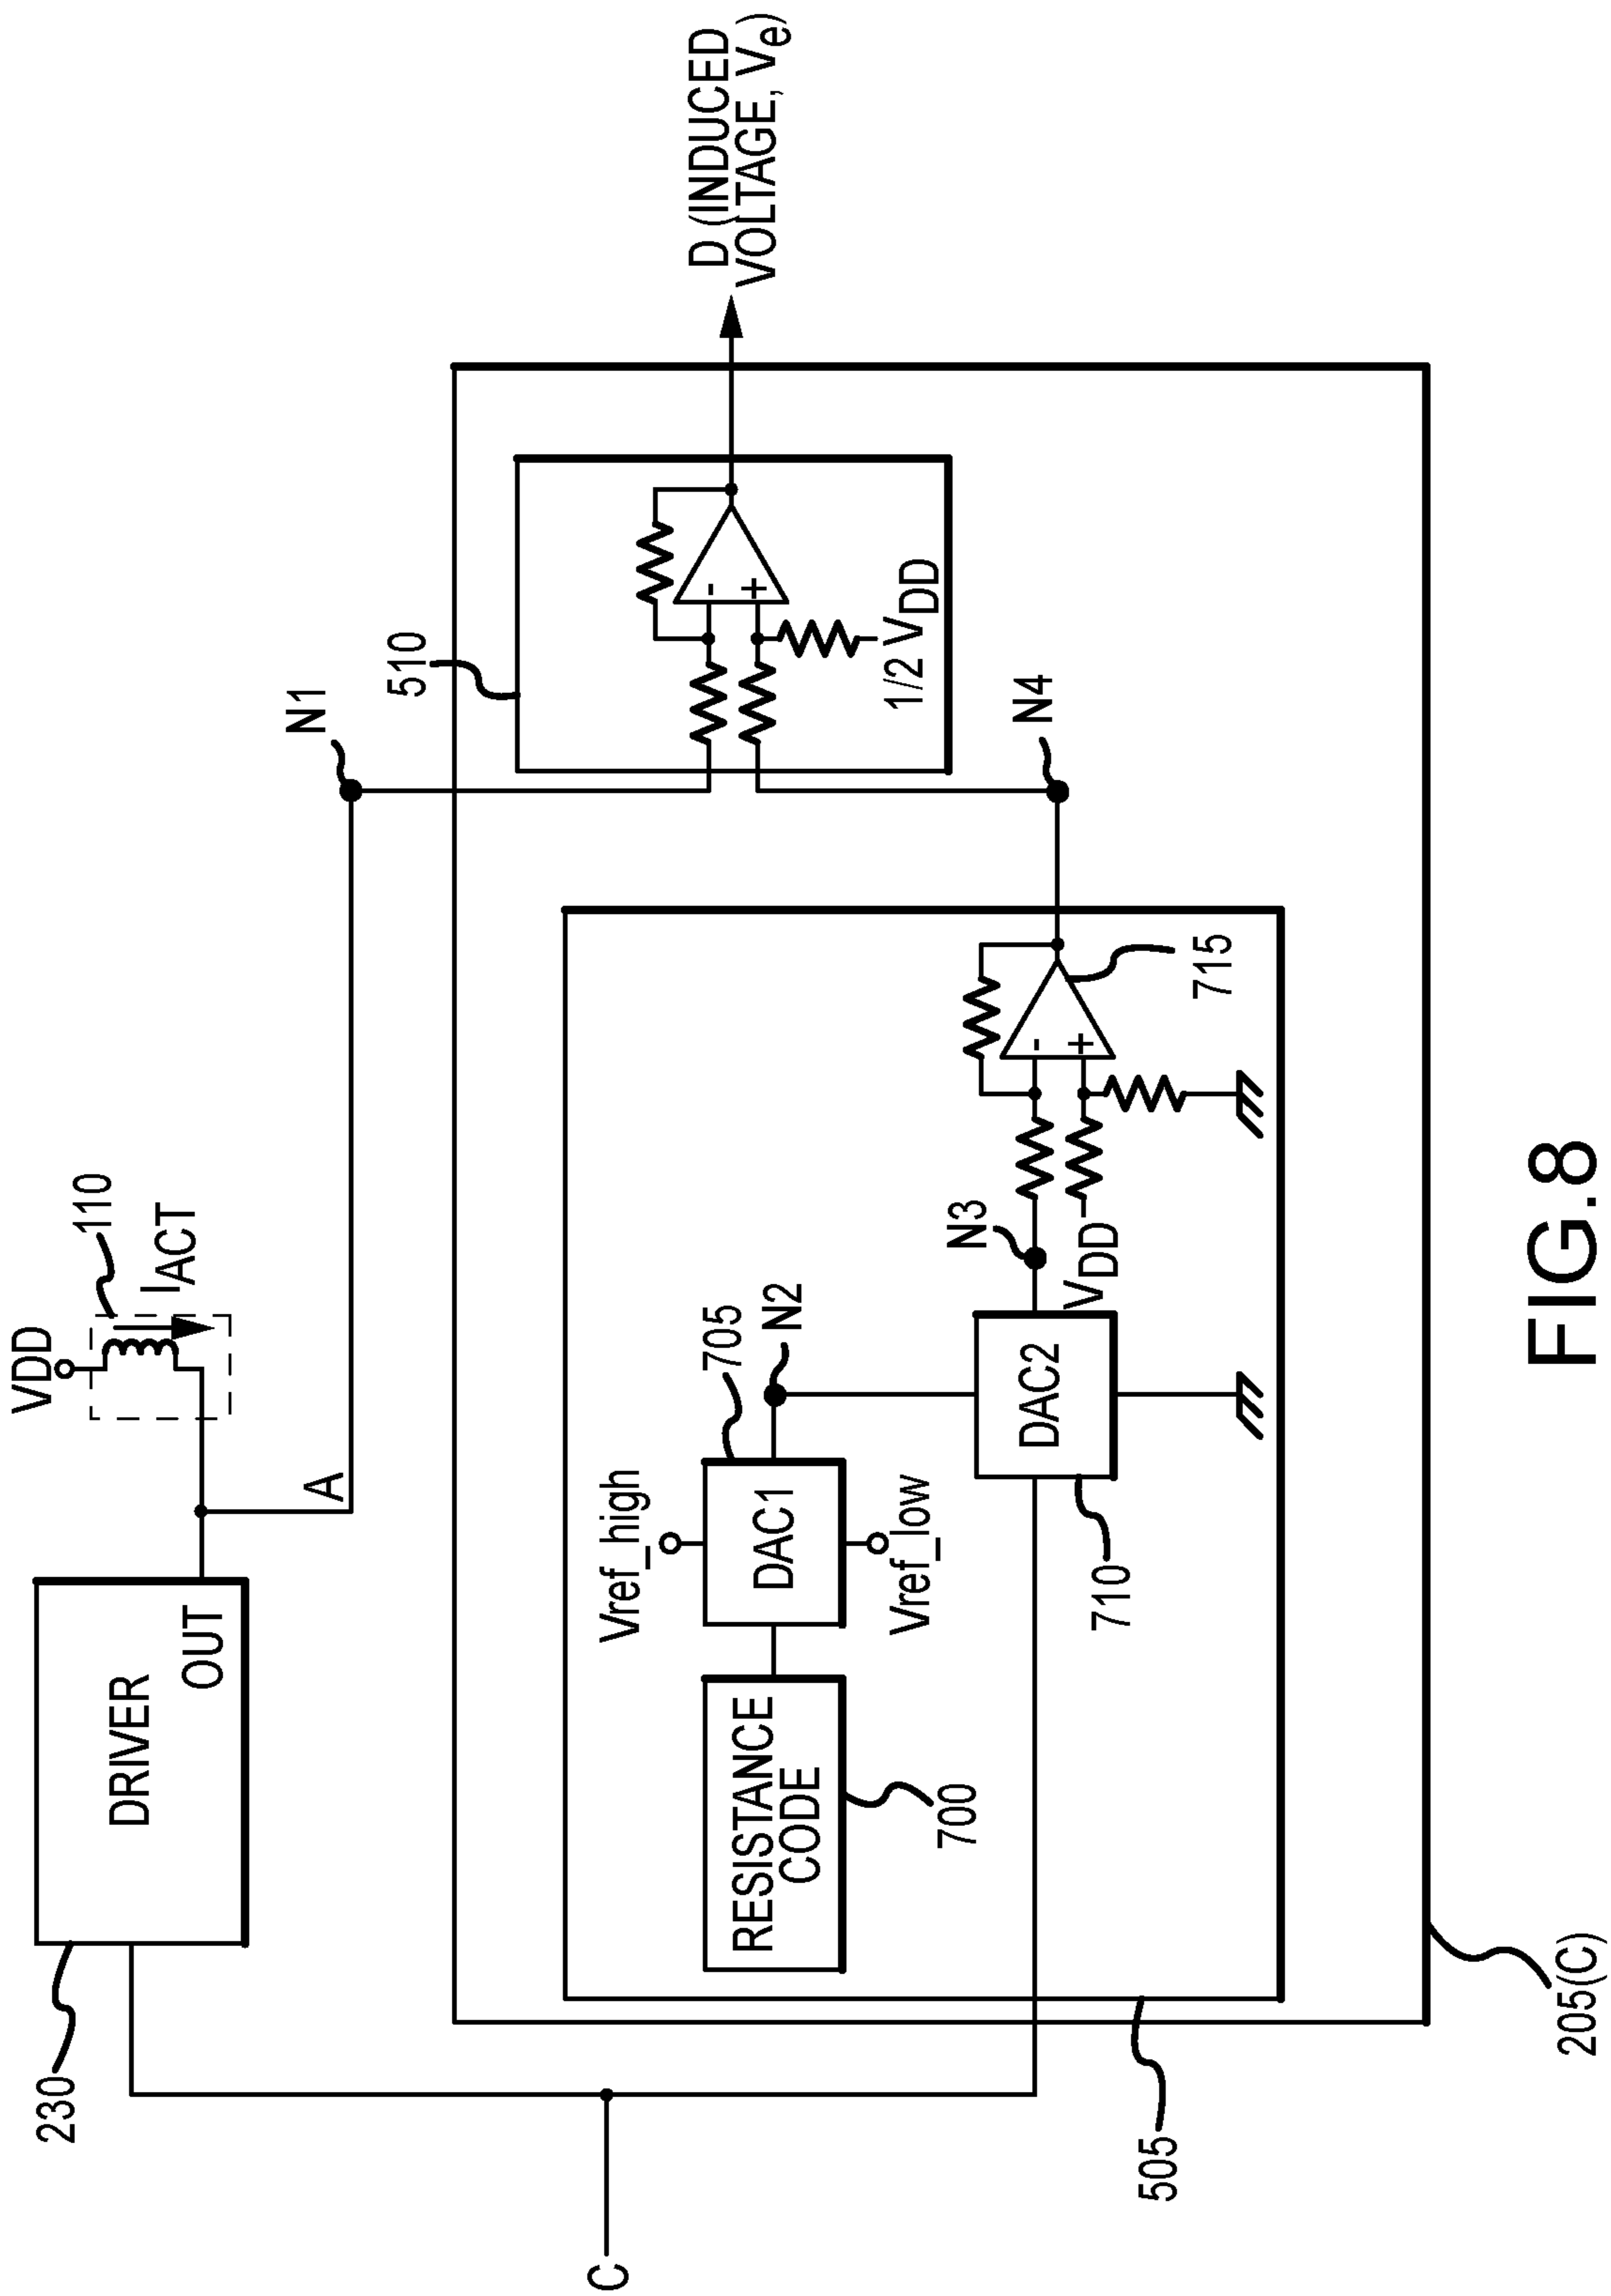 VDD
110
IACT
230
DRIVER
OUT
A
N1
C
510
-
+
1/2 VDD
D (INDUCED
VOLTAGE, Ve)
RESISTANCE
CODE
700
Vref_high
DAC1
Vref_low
705
N2
DAC2
710
N3
VDD
-
+
715
N4
505
205(C)
FIG.8